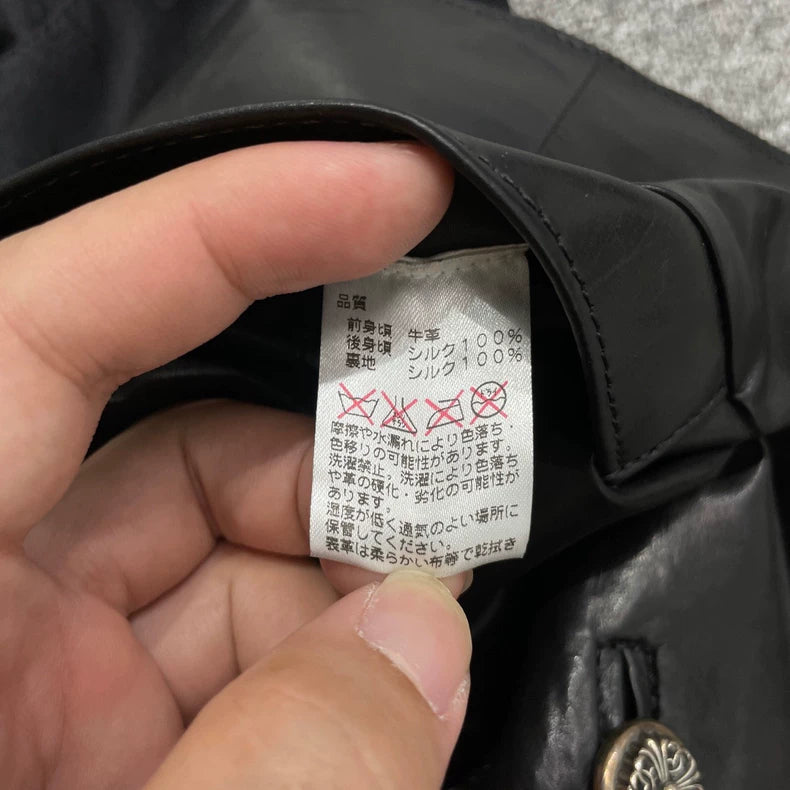 品質
前身頃 牛革
後身頃 シルク100%
裏地 シルク100%
摩擦や水濡れにより色落ち・
色移りの可能性があります。
洗濯禁止。洗濯により色落ち
や革の硬化・劣化の可能性が
あります。
湿度が低く通気のよい場所に
保管してください。
表革は柔らかい布等で乾拭き